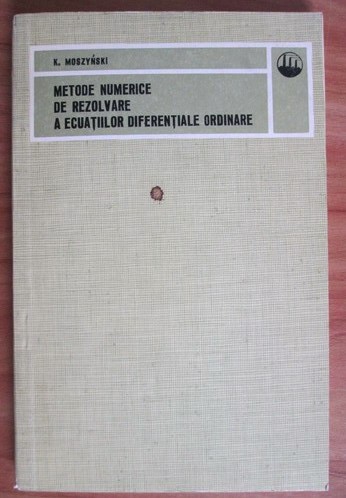 K. MOSZYŃSKI
METODE NUMERICE
DE REZOLVARE
A ECUAȚIILOR DIFERENȚIALE ORDINARE